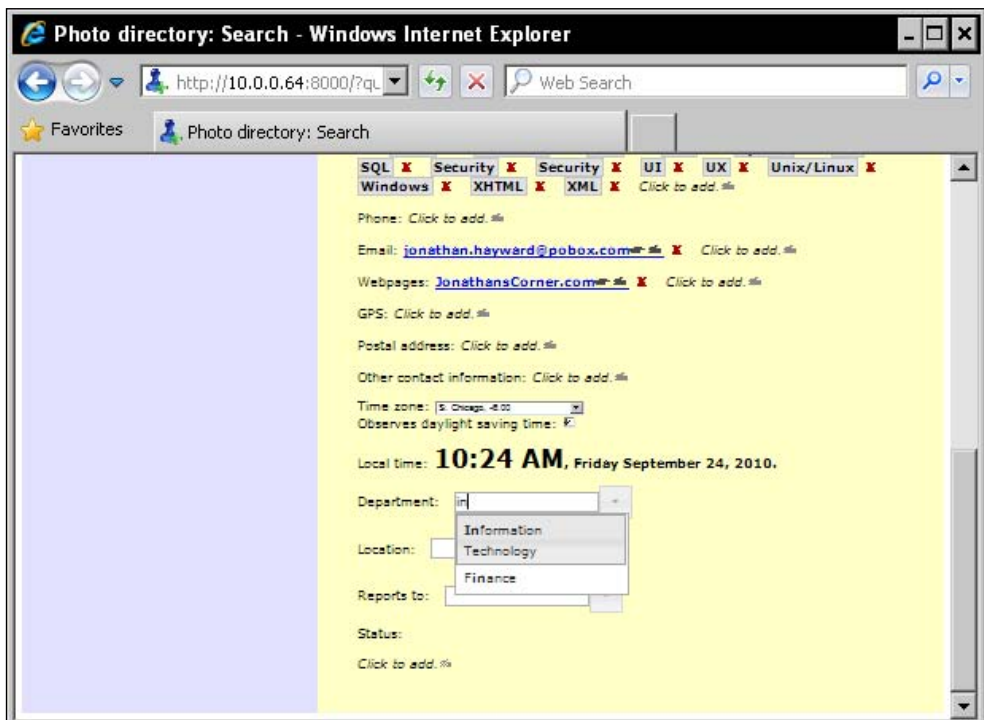 Photo directory: Search - Windows Internet Explorer
http://10.0.0.64:8000/?qu
Web Search
Favorites
Photo directory: Search
SQL X Security X Security X UI X UX X Unix/Linux X
Windows X XHTML X XML X Click to add.
Phone: Click to add.
Email: jonathan.hayward@pobox.com X Click to add.
Webpages: JonathansCorner.com X Click to add.
GPS: Click to add.
Postal address: Click to add.
Other contact information: Click to add.
Time zone: S: Chicago, -6:00
Observes daylight saving time:
Local time: 10:24 AM, Friday September 24, 2010.
Department: in
Information
Technology
Location:
Finance
Reports to:
Status:
Click to add.